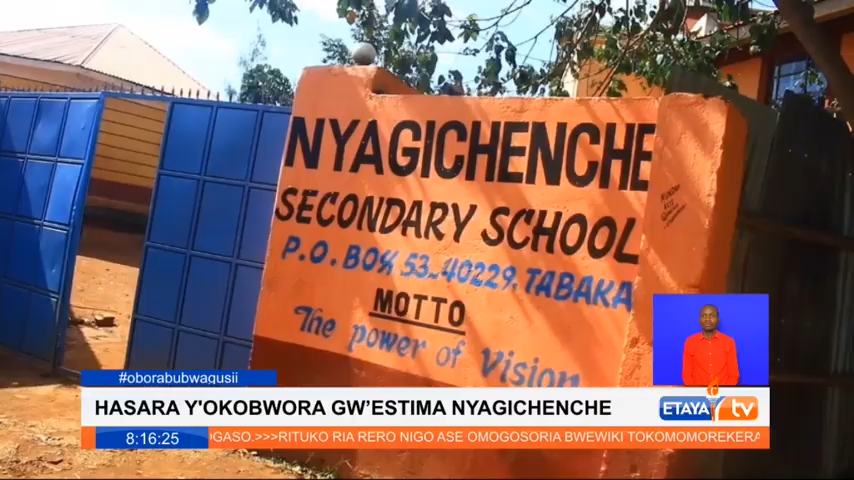 NYAGICHENCHE
SECONDARY SCHOOL
P.O. BOX 53-40229, TABAKA
MOTTO
The power of Vision
#oborabubwagusii
HASARA Y'OKOBWORA GW'ESTIMA NYAGICHENCHE
ETAYA tv
8:16:25
GASO.>>>RITUKO RIA RERO NIGO ASE OMOGOSORIA BWEWIKI TOKOMOMOREKERA